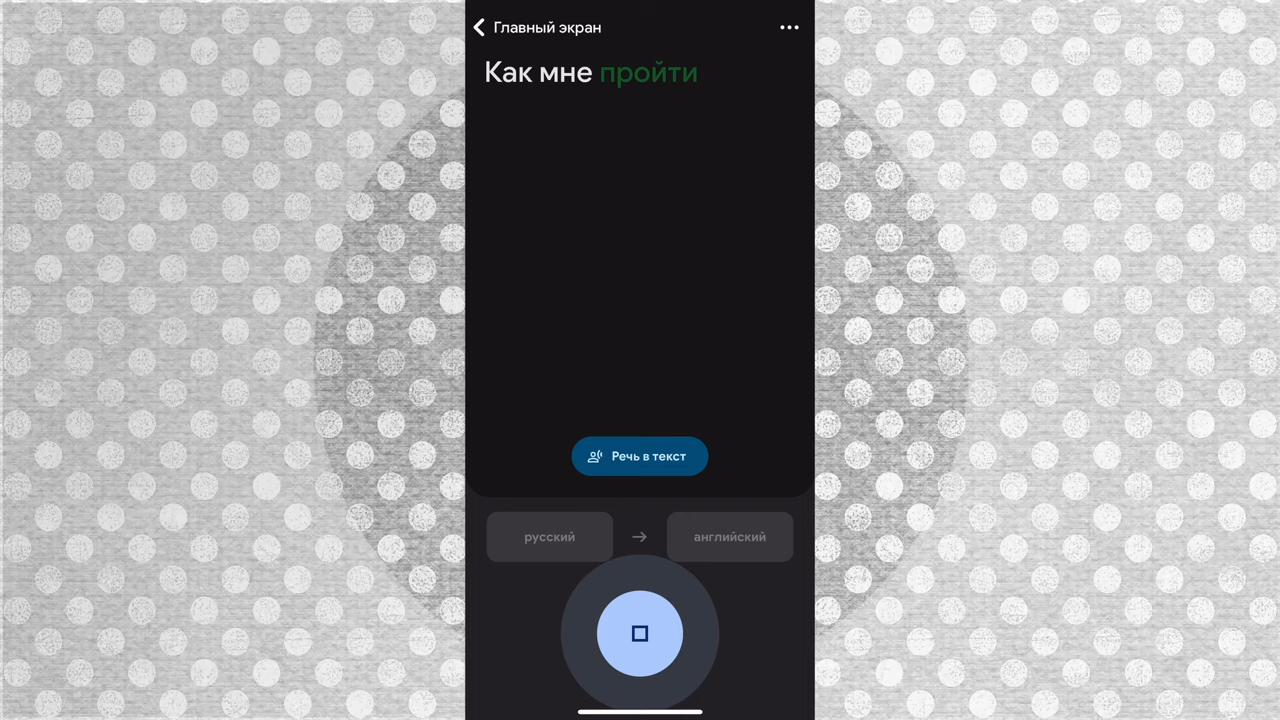 Главный экран
Как мне пройти
Речь в текст
русский
английский